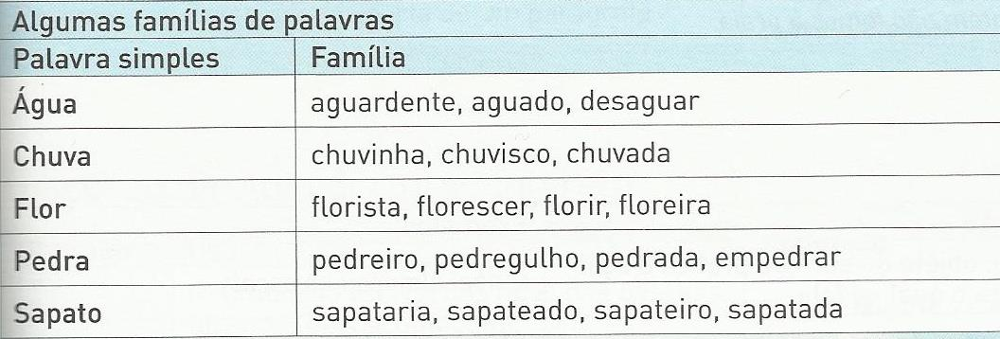 Algumas famílias de palavras
Palavra simples Família
Água aguardente, aguado, desaguar
Chuva chuvinha, chuvisco, chuvada
Flor florista, florescer, florir, floreira
Pedra pedreiro, pedregulho, pedrada, empedrar
Sapato sapataria, sapateado, sapateiro, sapatada